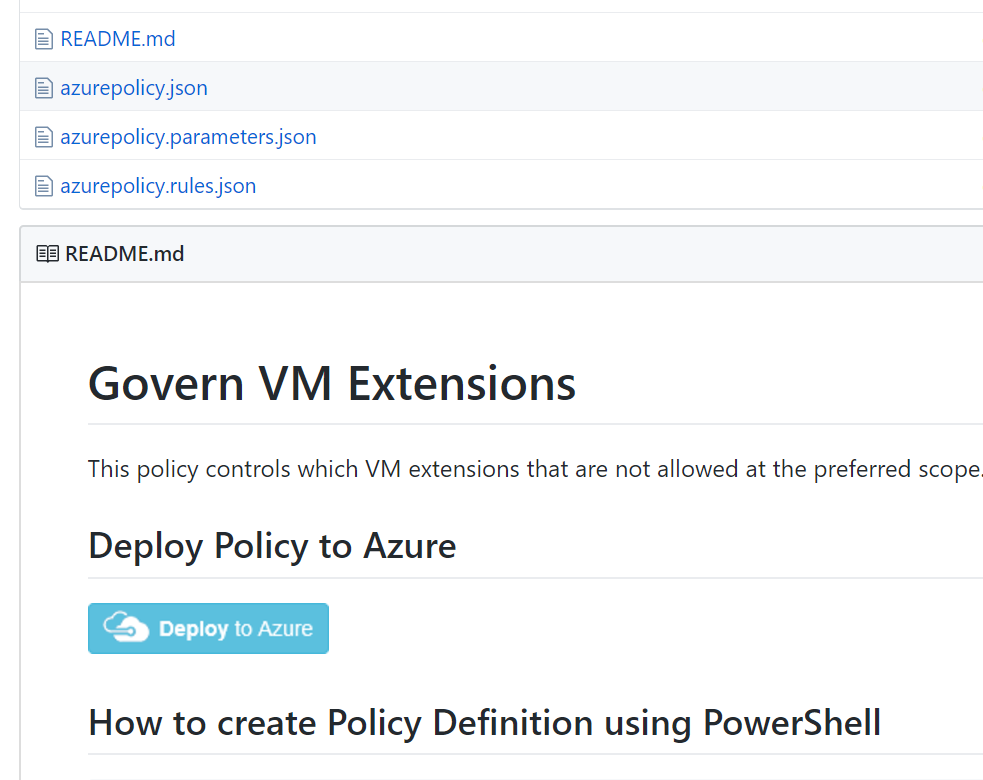 README.md
azurepolicy.json
azurepolicy.parameters.json
azurepolicy.rules.json
README.md
Govern VM Extensions
This policy controls which VM extensions that are not allowed at the preferred scope.
Deploy Policy to Azure
Deploy to Azure
How to create Policy Definition using PowerShell